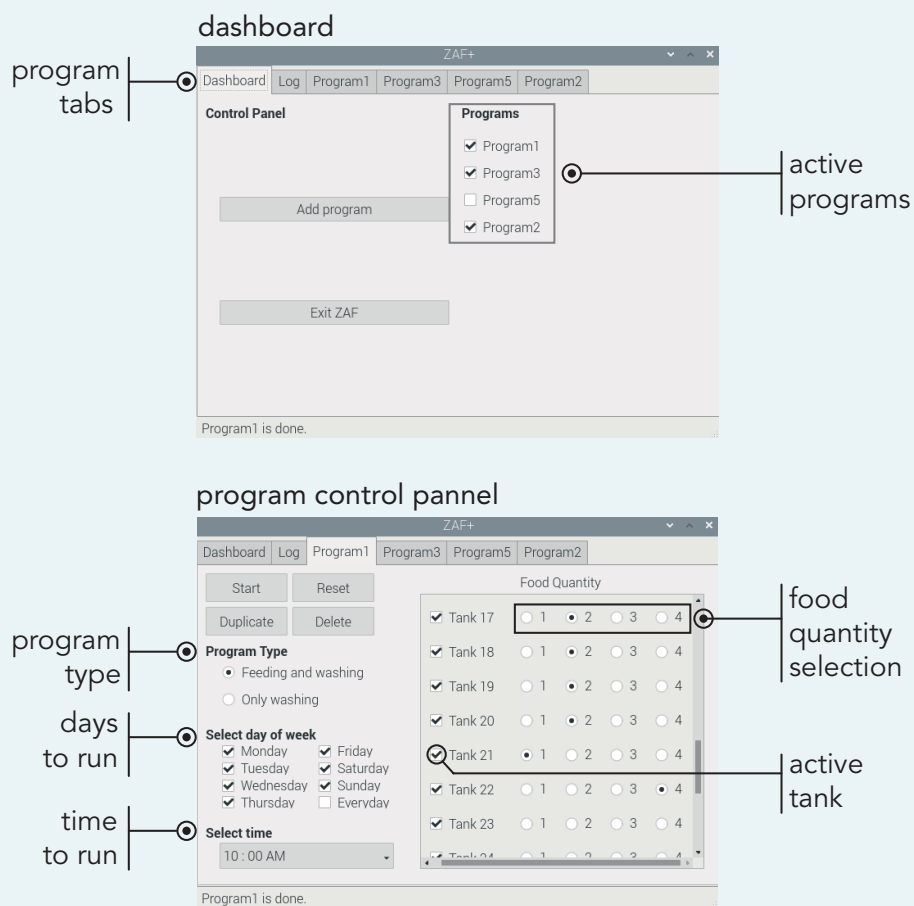 dashboard
ZAF+
program
tabs
Dashboard Log Program1 Program3 Program5 Program2
Control Panel
Programs
Program1
Program3
Program5
Program2
active
programs
Add program
Exit ZAF
Program1 is done.
program control pannel
ZAF+
Dashboard Log Program1 Program3 Program5 Program2
Start Reset
Duplicate Delete
program
type
Program Type
Feeding and washing
Only washing
days
to run
Select day of week
Monday Friday
Tuesday Saturday
Wednesday Sunday
Thursday Everyday
time
to run
Select time
10 : 00 AM
Food Quantity
Tank 17 1 2 3 4
Tank 18 1 2 3 4
Tank 19 1 2 3 4
Tank 20 1 2 3 4
Tank 21 1 2 3 4
Tank 22 1 2 3 4
Tank 23 1 2 3 4
Tank 24 1 2 3 4
food
quantity
selection
active
tank
Program1 is done.